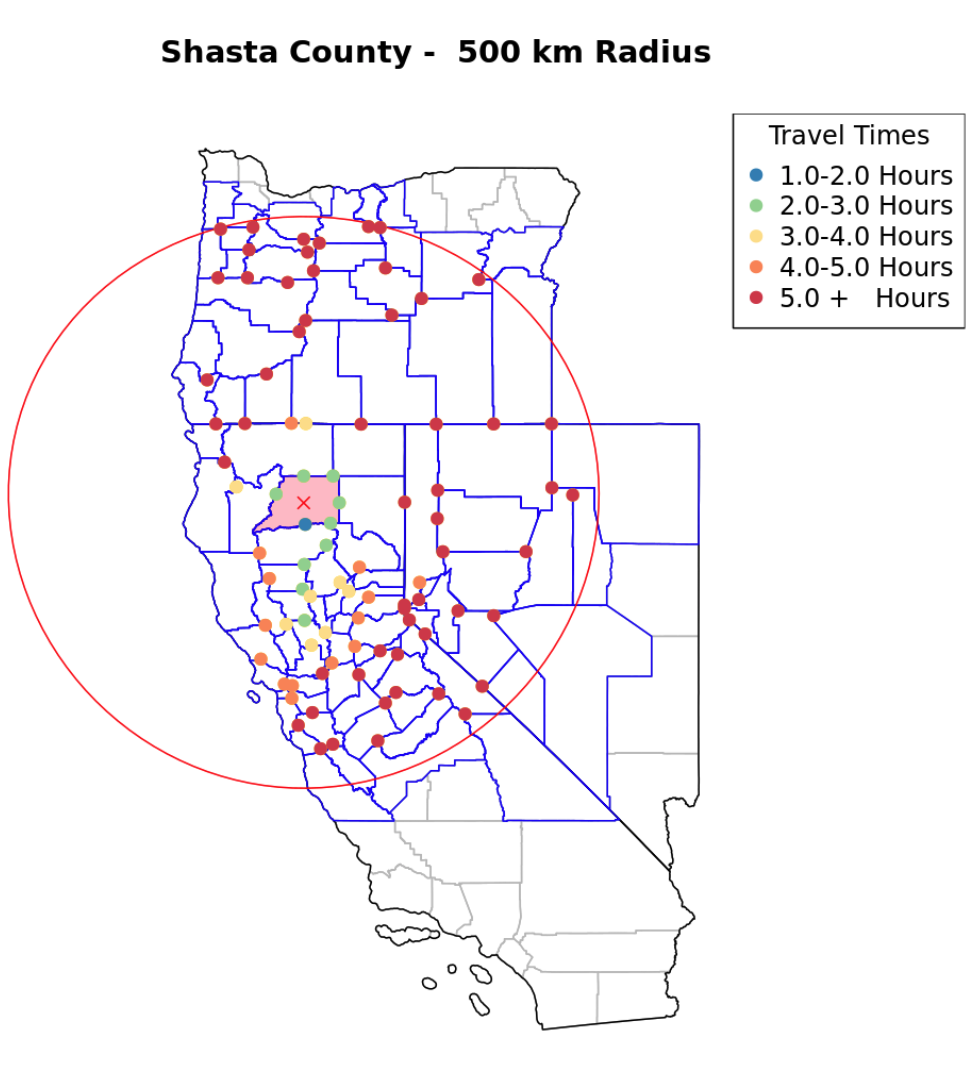 Shasta County -  500 km Radius
Travel Times
1.0-2.0 Hours
2.0-3.0 Hours
3.0-4.0 Hours
4.0-5.0 Hours
5.0 +   Hours